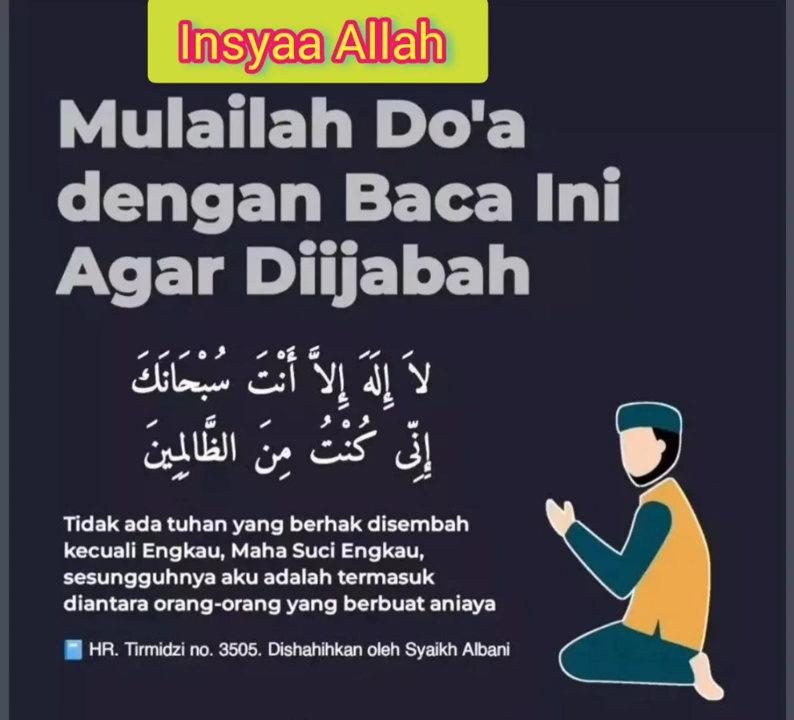 Insyaa Allah
Mulailah Do'a
dengan Baca Ini
Agar Diijabah
لاَ إِلَهَ إِلاَّ أَنْتَ سُبْحَانَكَ
إِنِّى كُنْتُ مِنَ الظَّالِمِينَ
Tidak ada tuhan yang berhak disembah
kecuali Engkau, Maha Suci Engkau,
sesungguhnya aku adalah termasuk
diantara orang-orang yang berbuat aniaya
HR. Tirmidzi no. 3505. Dishahihkan oleh Syaikh Albani